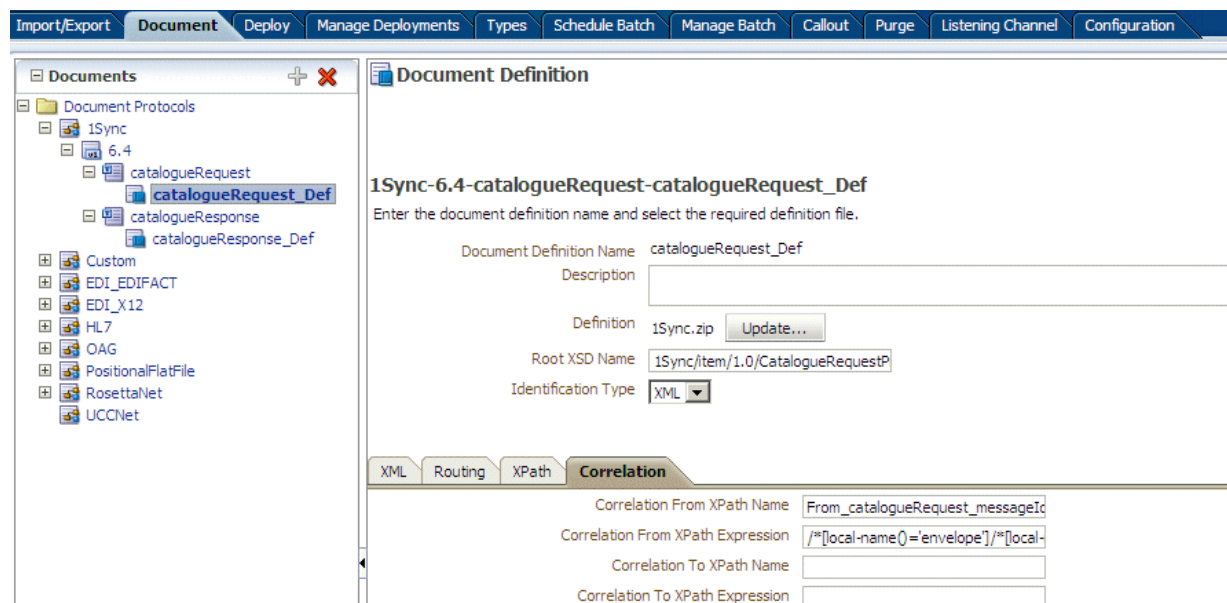 Import/Export Document Deploy Manage Deployments Types Schedule Batch Manage Batch Callout Purge Listening Channel Configuration
Documents
Document Protocols
1Sync
6.4
catalogueRequest
catalogueRequest_Def
catalogueResponse
catalogueResponse_Def
Custom
EDI_EDIFACT
EDI_X12
HL7
OAG
PositionalFlatFile
RosettaNet
UCCNet
Document Definition
1Sync-6.4-catalogueRequest-catalogueRequest_Def
Enter the document definition name and select the required definition file.
Document Definition Name catalogueRequest_Def
Description
Definition 1Sync.zip Update...
Root XSD Name 1Sync/item/1.0/CatalogueRequestP
Identification Type XML
XML Routing XPath Correlation
Correlation From XPath Name From_catalogueRequest_messageId
Correlation From XPath Expression /*[local-name()='envelope']/*[local-
Correlation To XPath Name
Correlation To XPath Expression